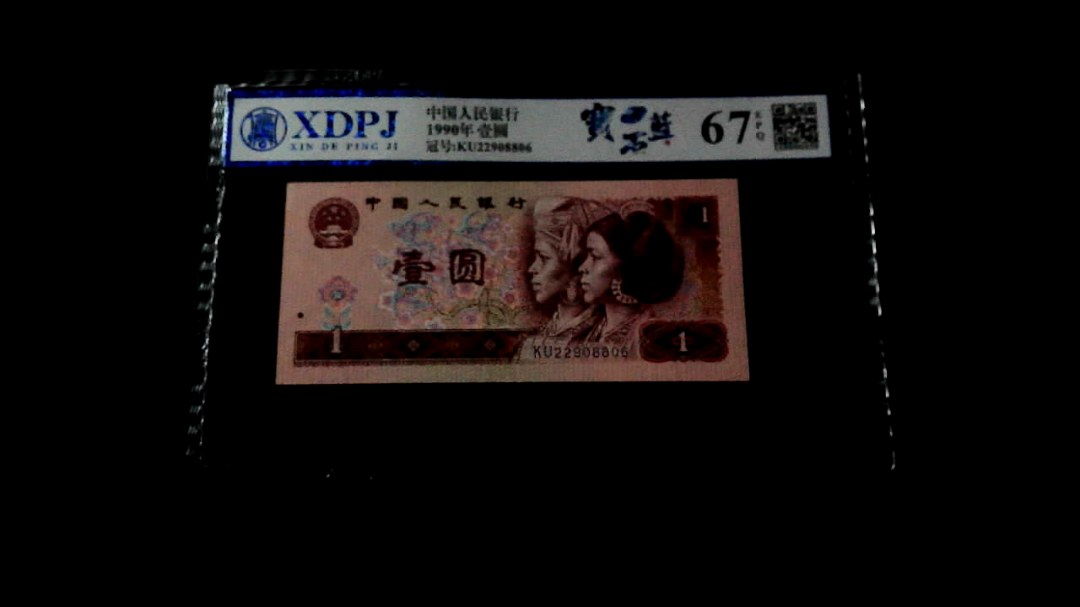 XDPJ
XIN DE PING JI
中国人民银行
1990年 壹圆
冠号:KU22908806
67
EPQ
中国人民银行
1
壹圆
1
KU22908806
1